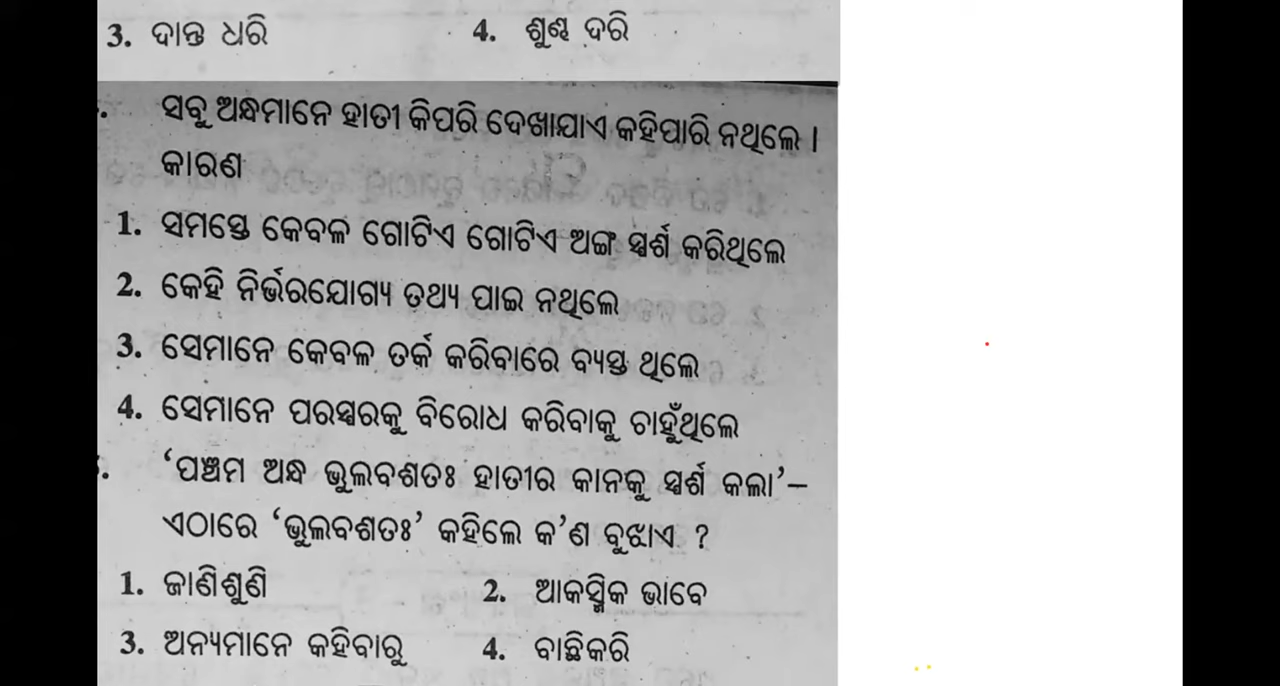 3. ଦାନ୍ତ ଧରି 4. ଶୁଣ୍ଢ ଦରି
ସବୁ ଅନ୍ଧମାନେ ହାତୀ କିପରି ଦେଖାଯାଏ କହିପାରି ନଥିଲେ ।
କାରଣ
1. ସମସ୍ତେ କେବଳ ଗୋଟିଏ ଗୋଟିଏ ଅଙ୍ଗ ସ୍ପର୍ଶ କରିଥିଲେ
2. କେହି ନିର୍ଭରଯୋଗ୍ୟ ତଥ୍ୟ ପାଇ ନଥିଲେ
3. ସେମାନେ କେବଳ ତର୍କ କରିବାରେ ବ୍ୟସ୍ତ ଥିଲେ
4. ସେମାନେ ପରସ୍ପରକୁ ବିରୋଧ କରିବାକୁ ଚାହୁଁଥିଲେ
‘ପଞ୍ଚମ ଅନ୍ଧ ଭୁଲବଶତଃ ହାତୀର କାନକୁ ସ୍ପର୍ଶ କଲା’–
ଏଠାରେ ‘ଭୁଲବଶତଃ’ କହିଲେ କ’ଣ ବୁଝାଏ ?
1. ଜାଣିଶୁଣି 2. ଆକସ୍ମିକ ଭାବେ
3. ଅନ୍ୟମାନେ କହିବାରୁ 4. ବାଛିକରି